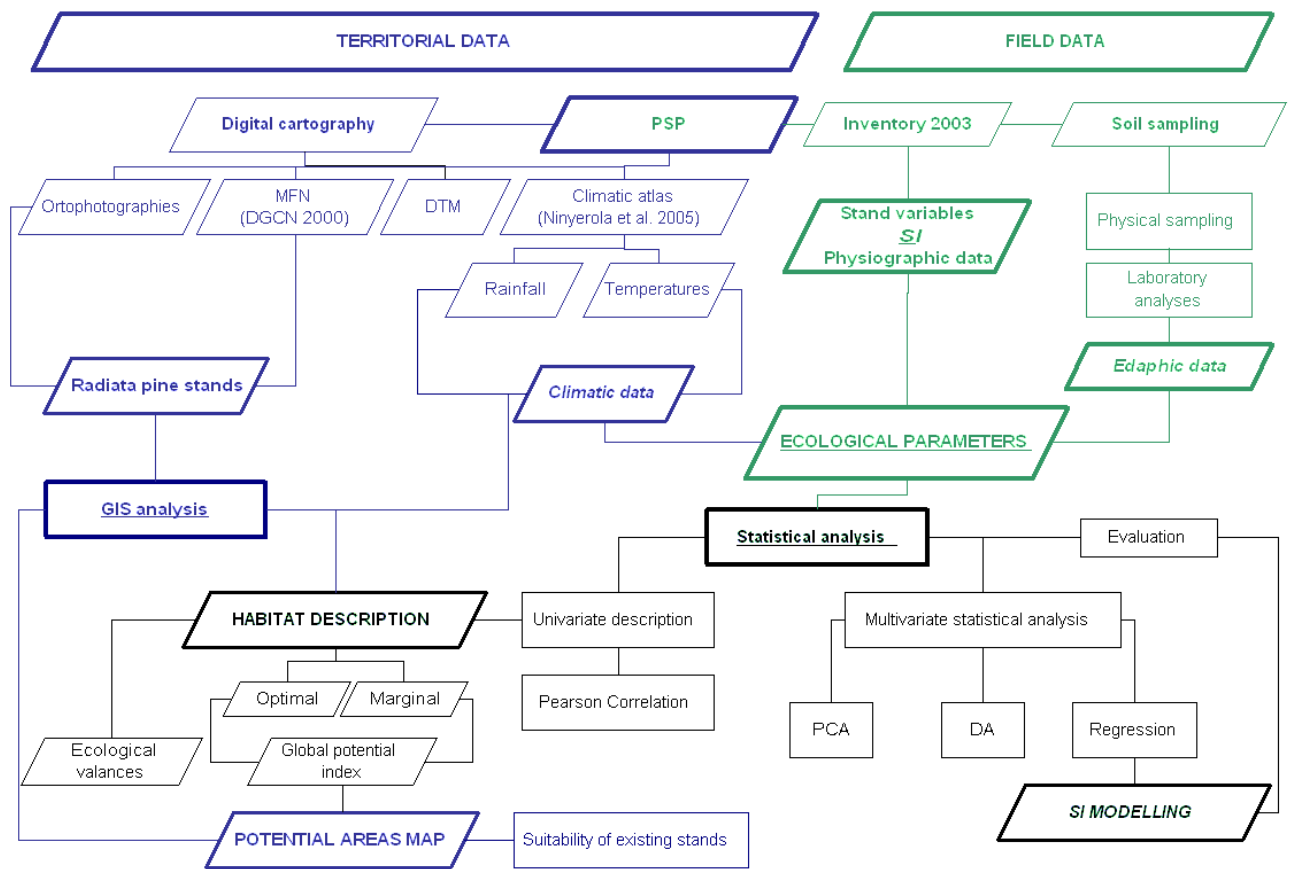 TERRITORIAL DATA
FIELD DATA
Digital cartography
PSP
Inventory 2003
Soil sampling
Ortophotographies
MFN
(DGCN 2000)
DTM
Climatic atlas
(Ninyerola et al. 2005)
Stand variables
SI
Physiographic data
Physical sampling
Rainfall
Temperatures
Laboratory
analyses
Radiata pine stands
Climatic data
Edaphic data
ECOLOGICAL PARAMETERS
GIS analysis
Statistical analysis
Evaluation
HABITAT DESCRIPTION
Univariate description
Multivariate statistical analysis
Optimal
Marginal
Pearson Correlation
PCA
DA
Regression
Ecological
valances
Global potential
index
SI MODELLING
POTENTIAL AREAS MAP
Suitability of existing stands